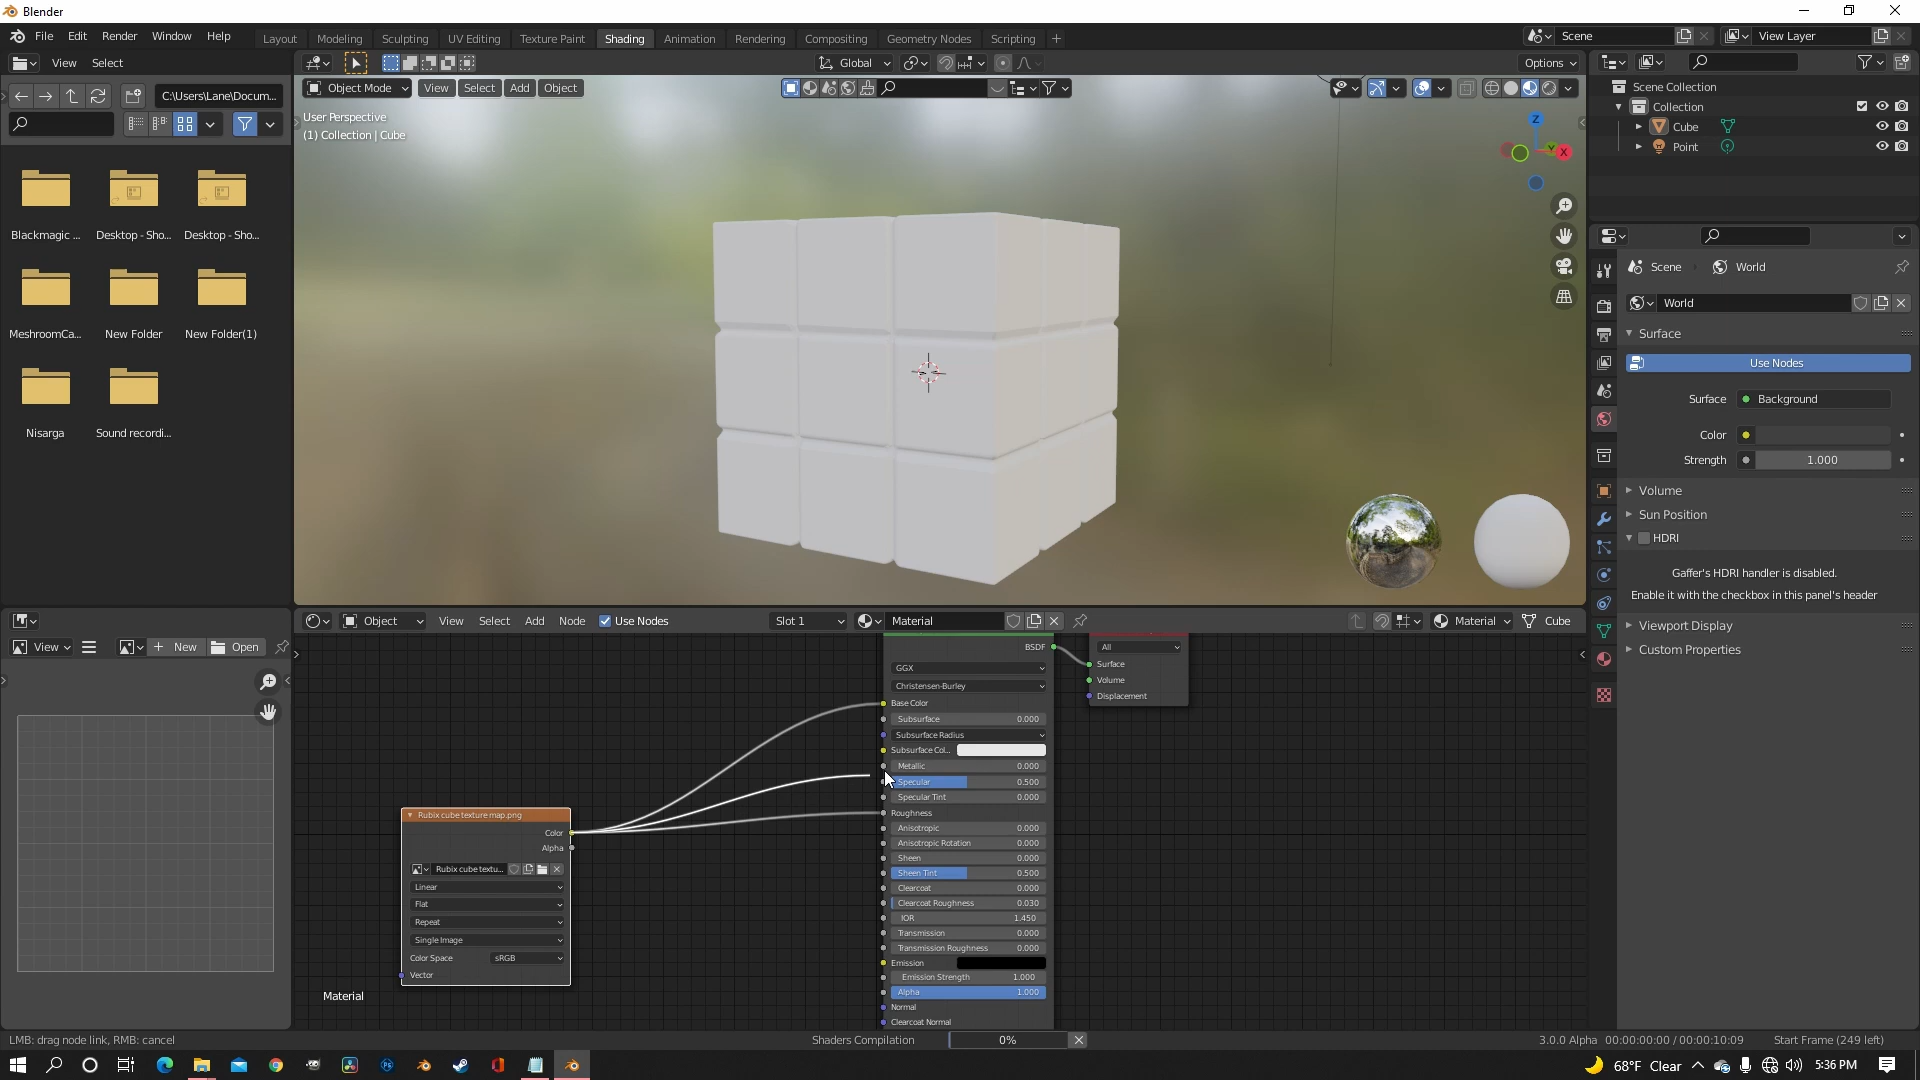 Blender
File Edit Render Window Help
Layout Modeling Sculpting UV Editing Texture Paint Shading Animation Rendering Compositing Geometry Nodes Scripting +
Scene
View Layer
View Select
Global
Options
C:\Users\Lane\Docum...
Object Mode View Select Add Object
User Perspective
(1) Collection | Cube
Z
Y
X
Blackmagic ...
Desktop - Sho...
Desktop - Sho...
MeshroomCa...
New Folder
New Folder(1)
Nisarga
Sound recordi...
Scene Collection
Collection
Cube
Point
Scene World
World
Surface
Use Nodes
Surface Background
Color
Strength 1.000
Volume
Sun Position
HDRI
Gaffer's HDRI handler is disabled.
Enable it with the checkbox in this panel's header
Viewport Display
Custom Properties
View + New Open
Object View Select Add Node Use Nodes Slot 1 Material Material Cube
BSDF
GGX
Christensen-Burley
Base Color
Subsurface 0.000
Subsurface Radius
Subsurface Col...
Metallic 0.000
Specular 0.500
Specular Tint 0.000
Roughness
Anisotropic 0.000
Anisotropic Rotation 0.000
Sheen 0.000
Sheen Tint 0.500
Clearcoat 0.000
Clearcoat Roughness 0.030
IOR 1.450
Transmission 0.000
Transmission Roughness 0.000
Emission
Emission Strength 1.000
Alpha 1.000
Normal
Clearcoat Normal
All
Surface
Volume
Displacement
Rubix cube texture map.png
Color
Alpha
Rubix cube textu...
Linear
Flat
Repeat
Single Image
Color Space sRGB
Vector
Material
LMB: drag node link, RMB: cancel
Shaders Compilation 0%
3.0.0 Alpha 00:00:00:00 / 00:00:10:09 Start Frame (249 left)
68°F Clear 5:36 PM